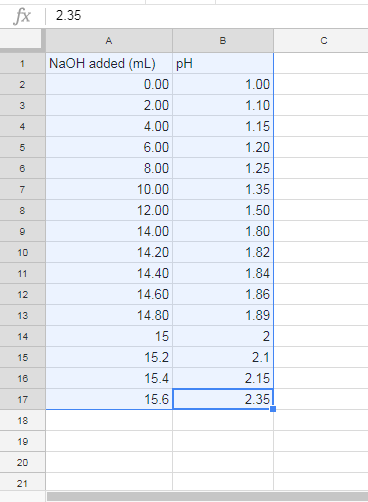 fx 2.35
A B C
1 NaOH added (mL) pH
2 0.00 1.00
3 2.00 1.10
4 4.00 1.15
5 6.00 1.20
6 8.00 1.25
7 10.00 1.35
8 12.00 1.50
9 14.00 1.80
10 14.20 1.82
11 14.40 1.84
12 14.60 1.86
13 14.80 1.89
14 15 2
15 15.2 2.1
16 15.4 2.15
17 15.6 2.35
18
19
20
21